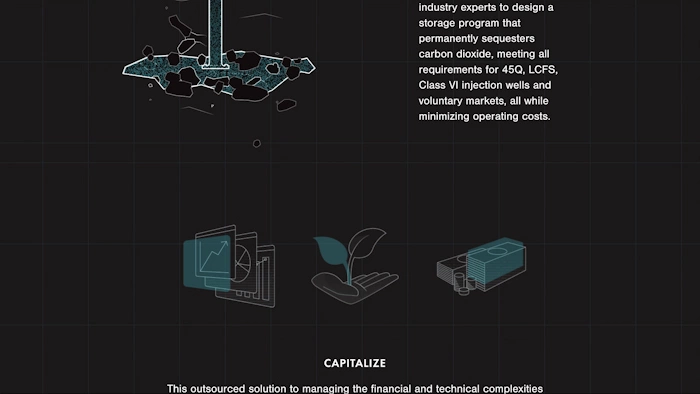 industry experts to design a
storage program that
permanently sequesters
carbon dioxide, meeting all
requirements for 45Q, LCFS,
Class VI injection wells and
voluntary markets, all while
minimizing operating costs.
CAPITALIZE
This outsourced solution to managing the financial and technical complexities